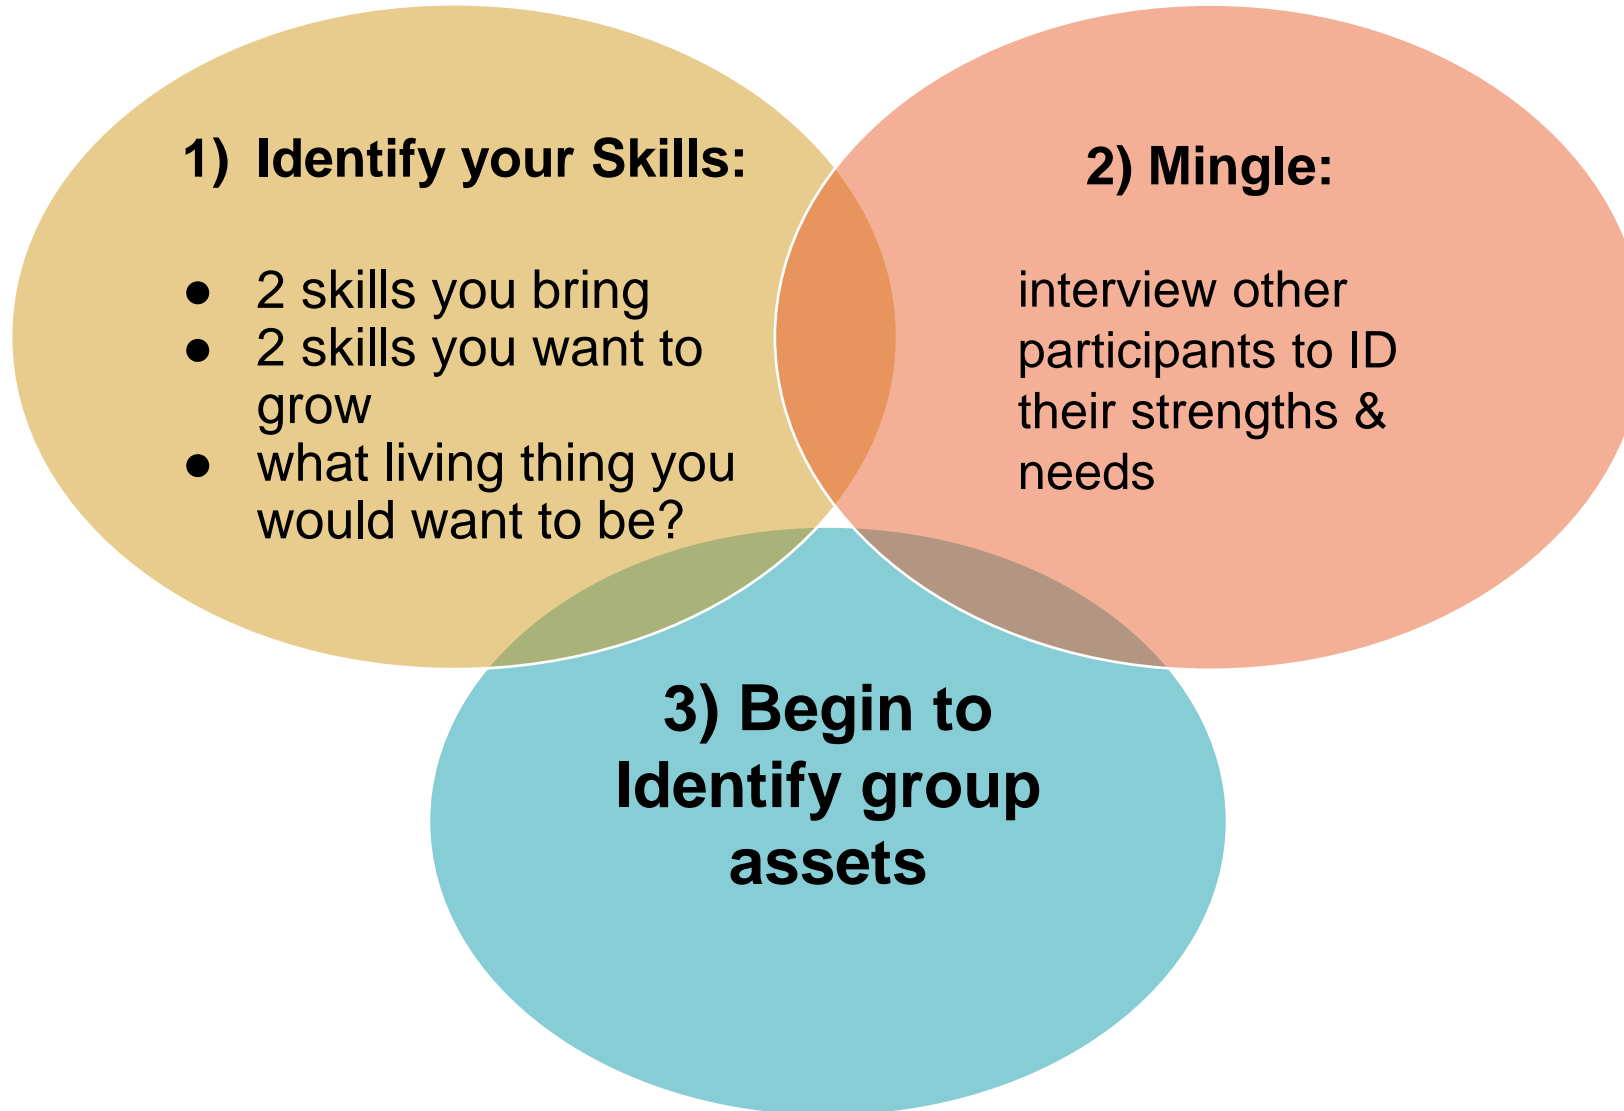 1) Identify your Skills:
● 2 skills you bring
● 2 skills you want to
grow
● what living thing you
would want to be?
2) Mingle:
interview other
participants to ID
their strengths &
needs
3) Begin to
Identify group
assets